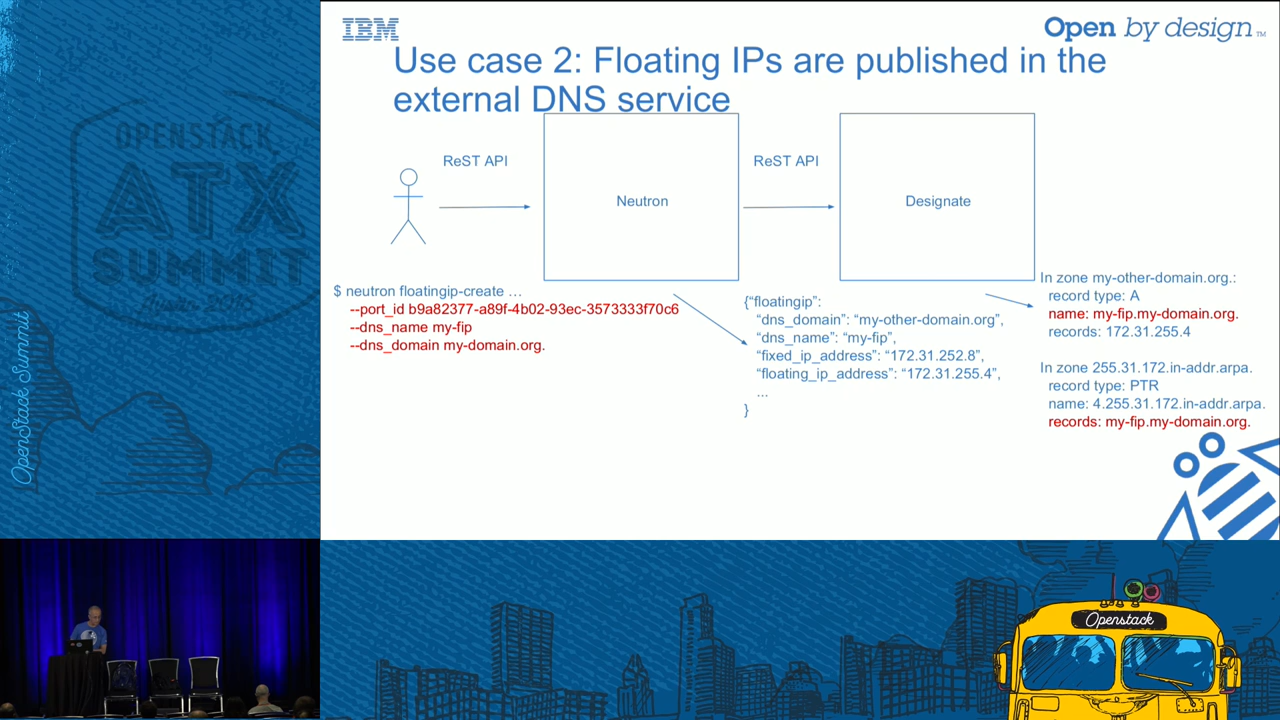 IBM
Open by design™
Use case 2: Floating IPs are published in the
external DNS service
OPENSTACK
ATX
SUMMIT
OpenStack Summit
ReST API
Neutron
ReST API
Designate
$ neutron floatingip-create …
--port_id b9a82377-a89f-4b02-93ec-3573333f70c6
--dns_name my-fip
--dns_domain my-domain.org.
{“floatingip”:
“dns_domain”: “my-other-domain.org”,
“dns_name”: “my-fip”,
“fixed_ip_address”: “172.31.252.8”,
“floating_ip_address”: “172.31.255.4”,
...
}
In zone my-other-domain.org.:
record type: A
name: my-fip.my-domain.org.
records: 172.31.255.4
In zone 255.31.172.in-addr.arpa.
record type: PTR
name: 4.255.31.172.in-addr.arpa.
records: my-fip.my-domain.org.
Openstack